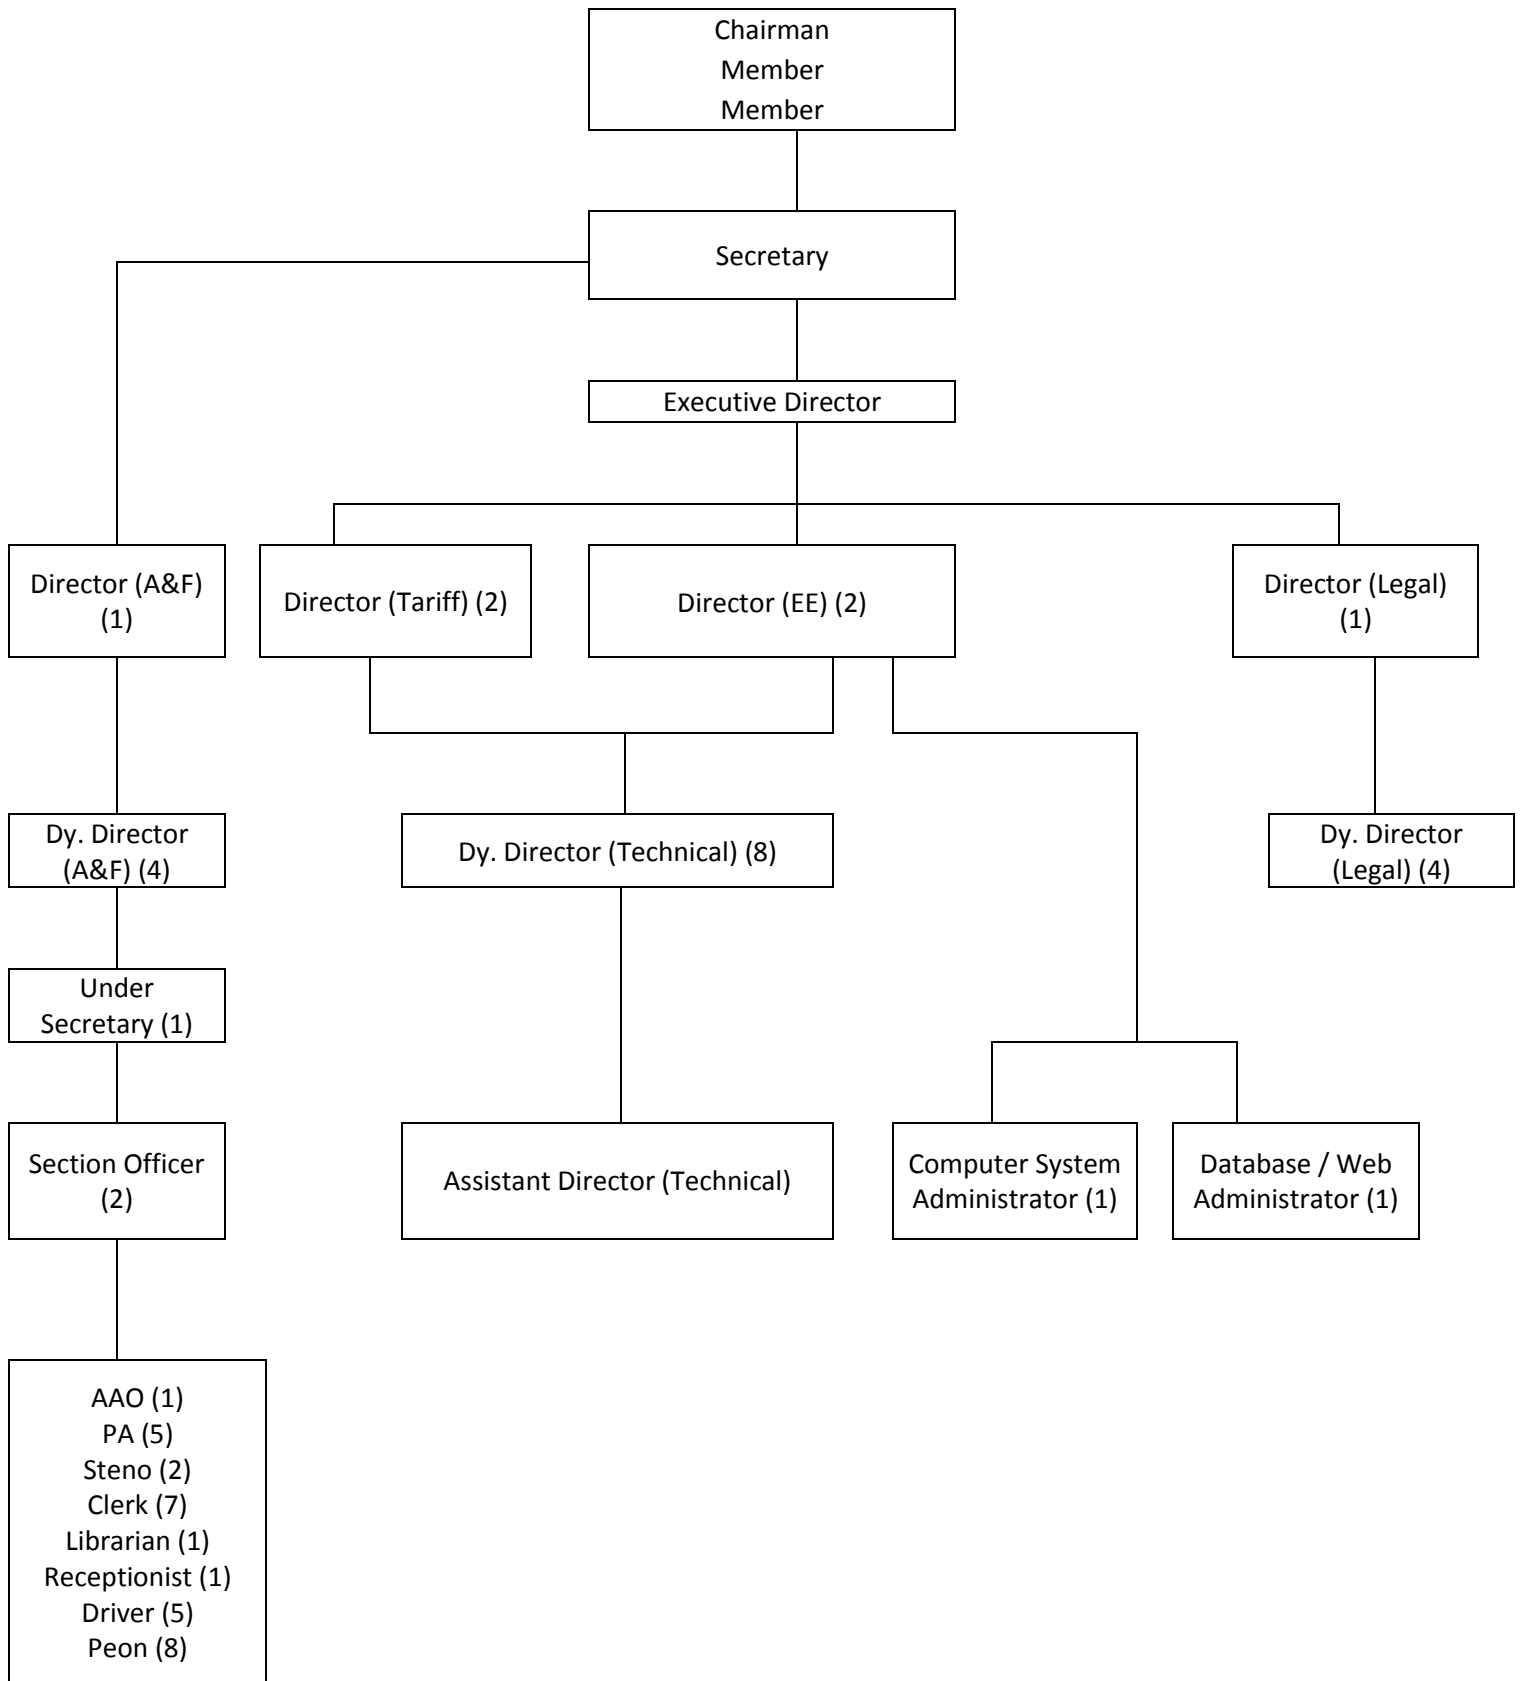 Chairman
Member
Member
Secretary
Executive Director
Director (A&F)
(1)
Director (Tariff) (2)
Director (EE) (2)
Director (Legal)
(1)
Dy. Director
(A&F) (4)
Dy. Director (Technical) (8)
Dy. Director
(Legal) (4)
Under
Secretary (1)
Section Officer
(2)
Assistant Director (Technical)
Computer System
Administrator (1)
Database / Web
Administrator (1)
AAO (1)
PA (5)
Steno (2)
Clerk (7)
Librarian (1)
Receptionist (1)
Driver (5)
Peon (8)